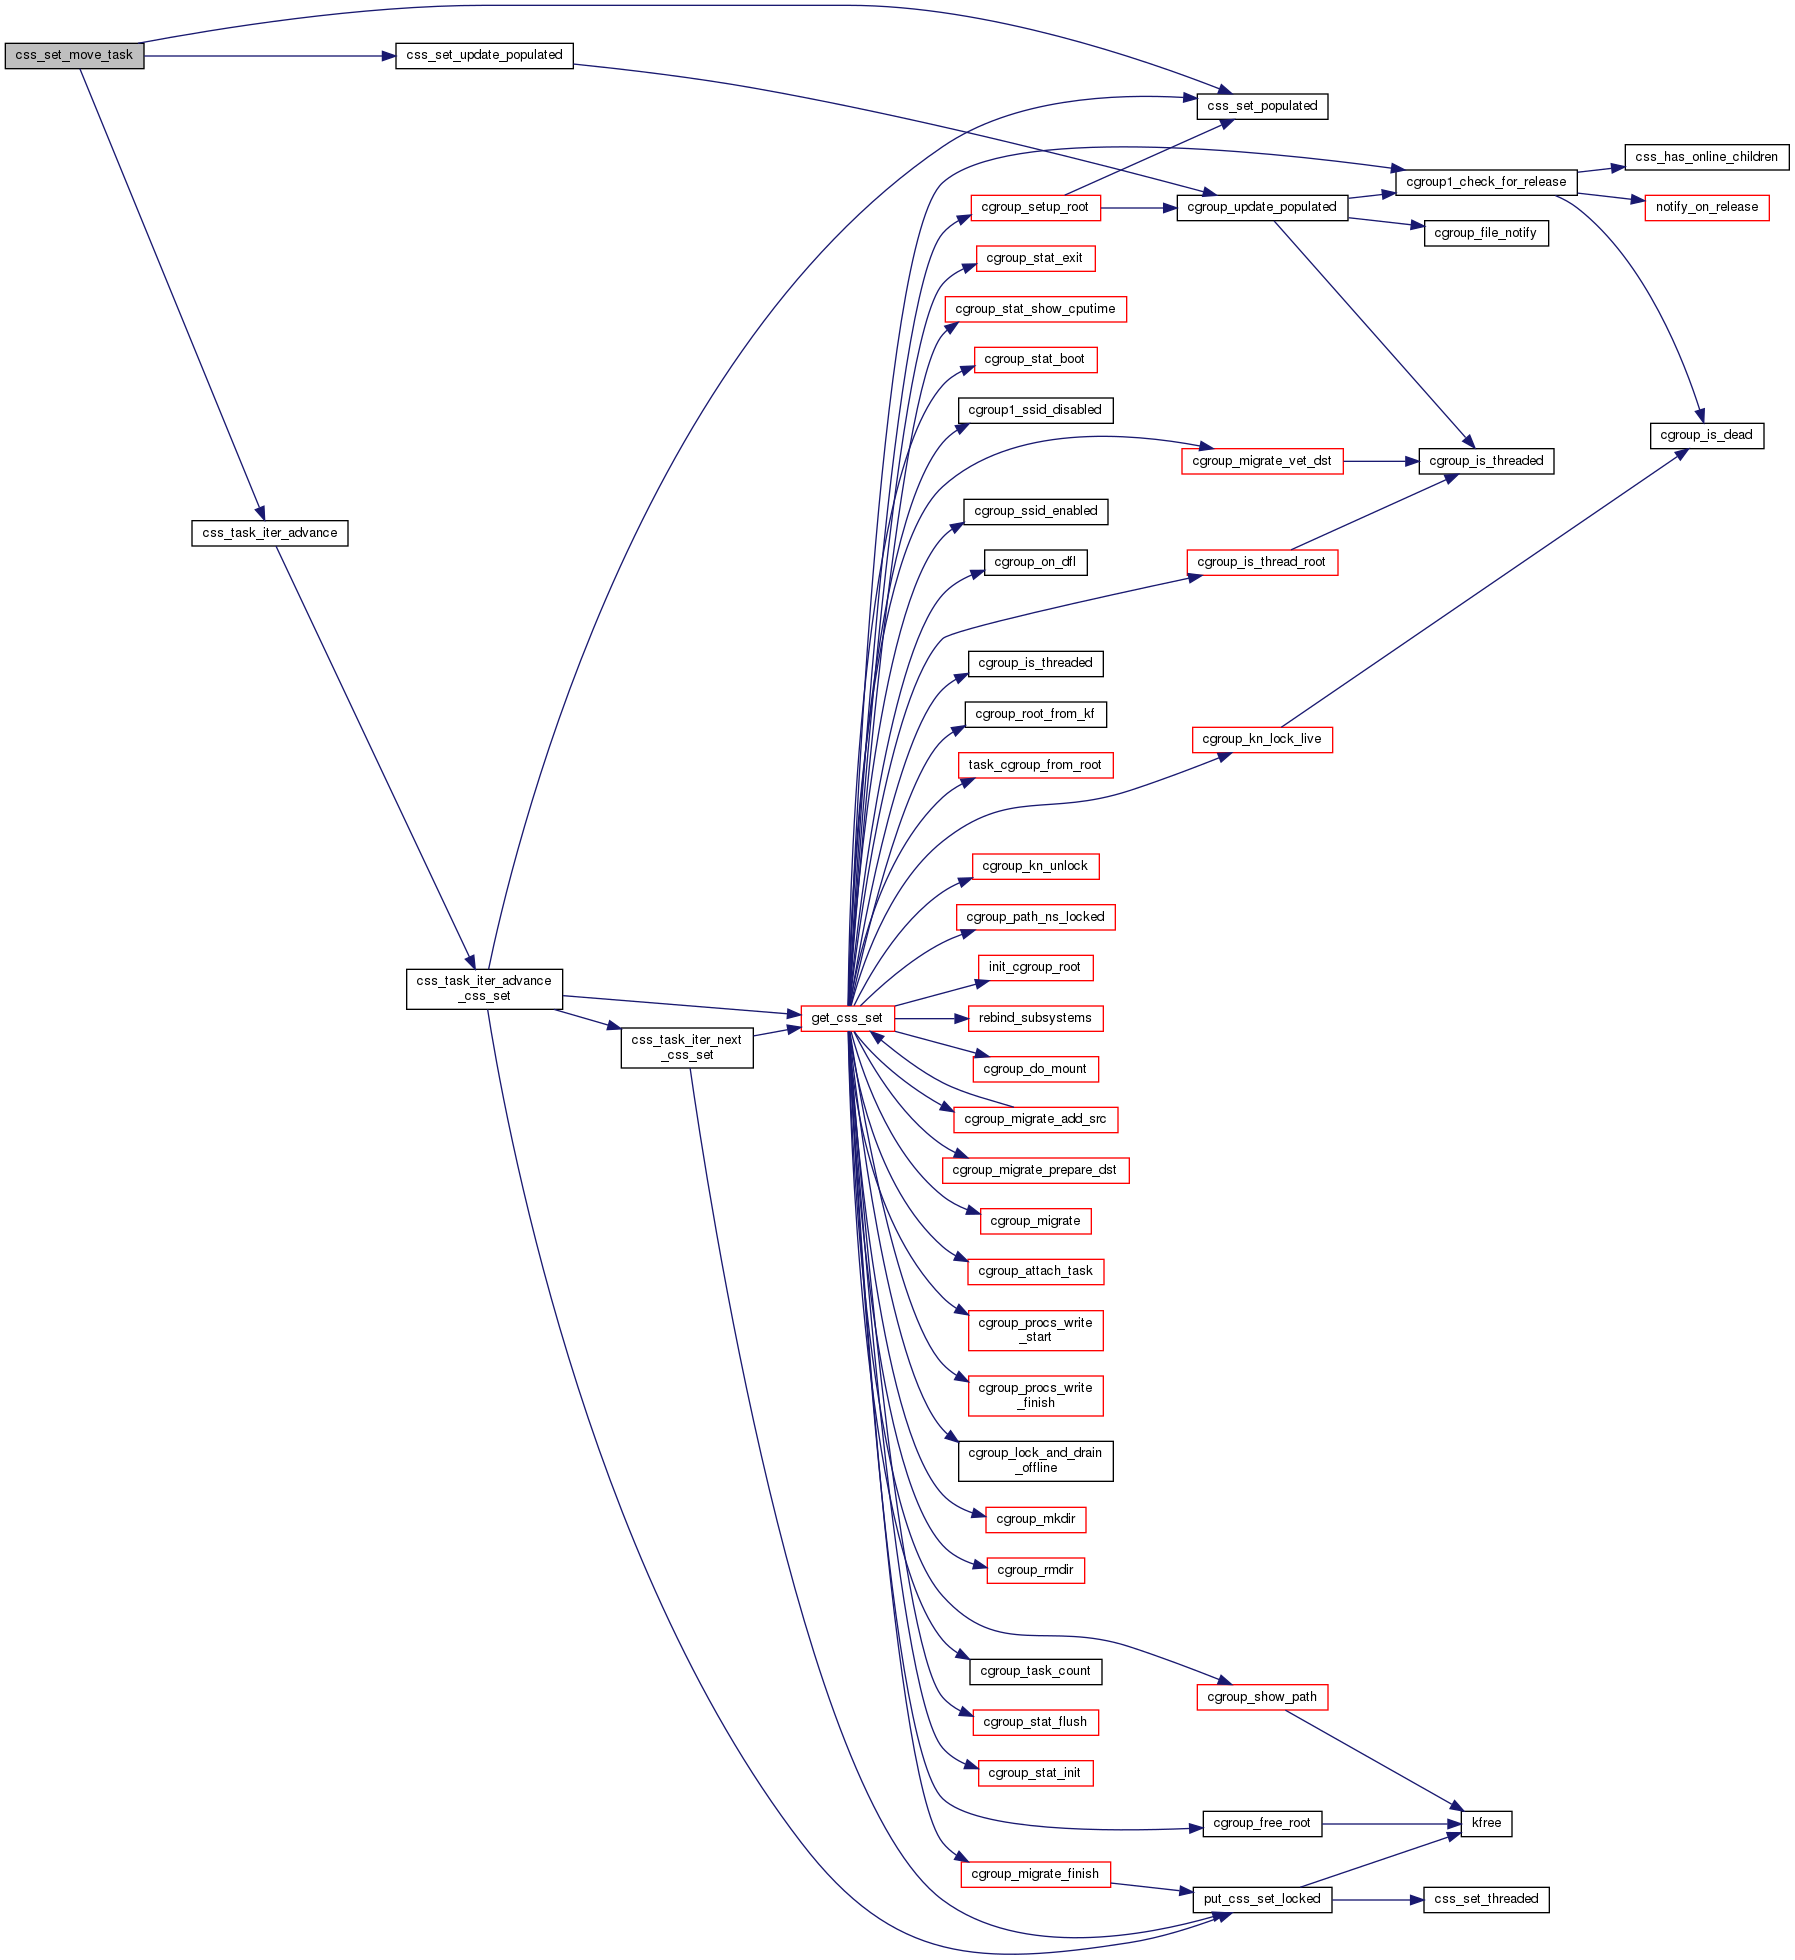 css_set_move_task
css_set_update_populated
css_set_populated
css_has_online_children
cgroup1_check_for_release
notify_on_release
cgroup_setup_root
cgroup_update_populated
cgroup_file_notify
cgroup_stat_exit
cgroup_stat_show_cputime
cgroup_stat_boot
cgroup1_ssid_disabled
cgroup_is_dead
cgroup_migrate_vet_dst
cgroup_is_threaded
cgroup_ssid_enabled
css_task_iter_advance
cgroup_on_dfl
cgroup_is_thread_root
cgroup_is_threaded
cgroup_root_from_kf
cgroup_kn_lock_live
task_cgroup_from_root
cgroup_kn_unlock
cgroup_path_ns_locked
init_cgroup_root
css_task_iter_advance
_css_set
get_css_set
rebind_subsystems
css_task_iter_next
_css_set
cgroup_do_mount
cgroup_migrate_add_src
cgroup_migrate_prepare_dst
cgroup_migrate
cgroup_attach_task
cgroup_procs_write
_start
cgroup_procs_write
_finish
cgroup_lock_and_drain
_offline
cgroup_mkdir
cgroup_rmdir
cgroup_task_count
cgroup_show_path
cgroup_stat_flush
cgroup_stat_init
cgroup_free_root
kfree
cgroup_migrate_finish
put_css_set_locked
css_set_threaded